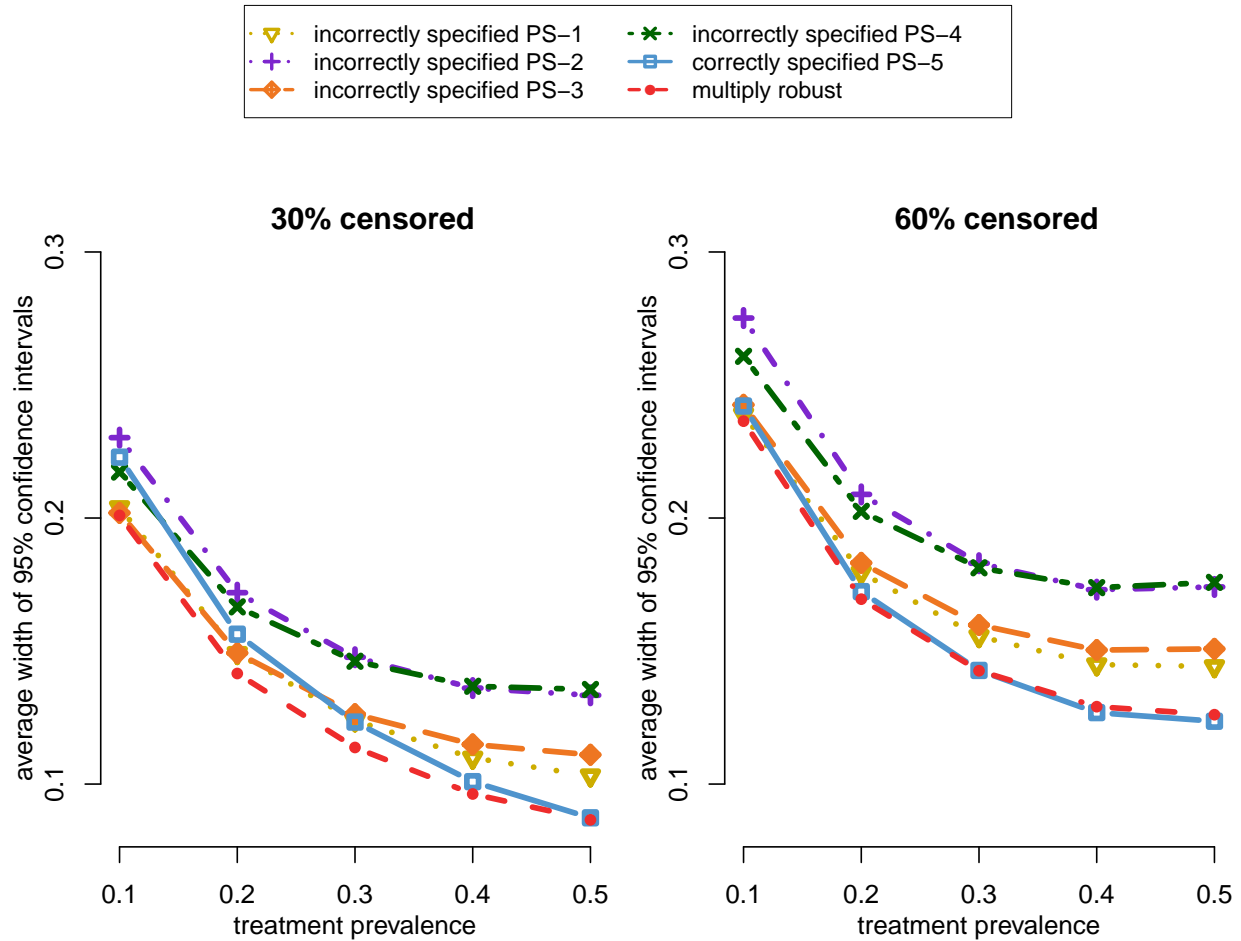 incorrectly specified PS−1
incorrectly specified PS−2
incorrectly specified PS−3
incorrectly specified PS−4
correctly specified PS−5
multiply robust
30% censored
average width of 95% confidence intervals
0.3
0.2
0.1
0.1 0.2 0.3 0.4 0.5
treatment prevalence
60% censored
average width of 95% confidence intervals
0.3
0.2
0.1
0.1 0.2 0.3 0.4 0.5
treatment prevalence